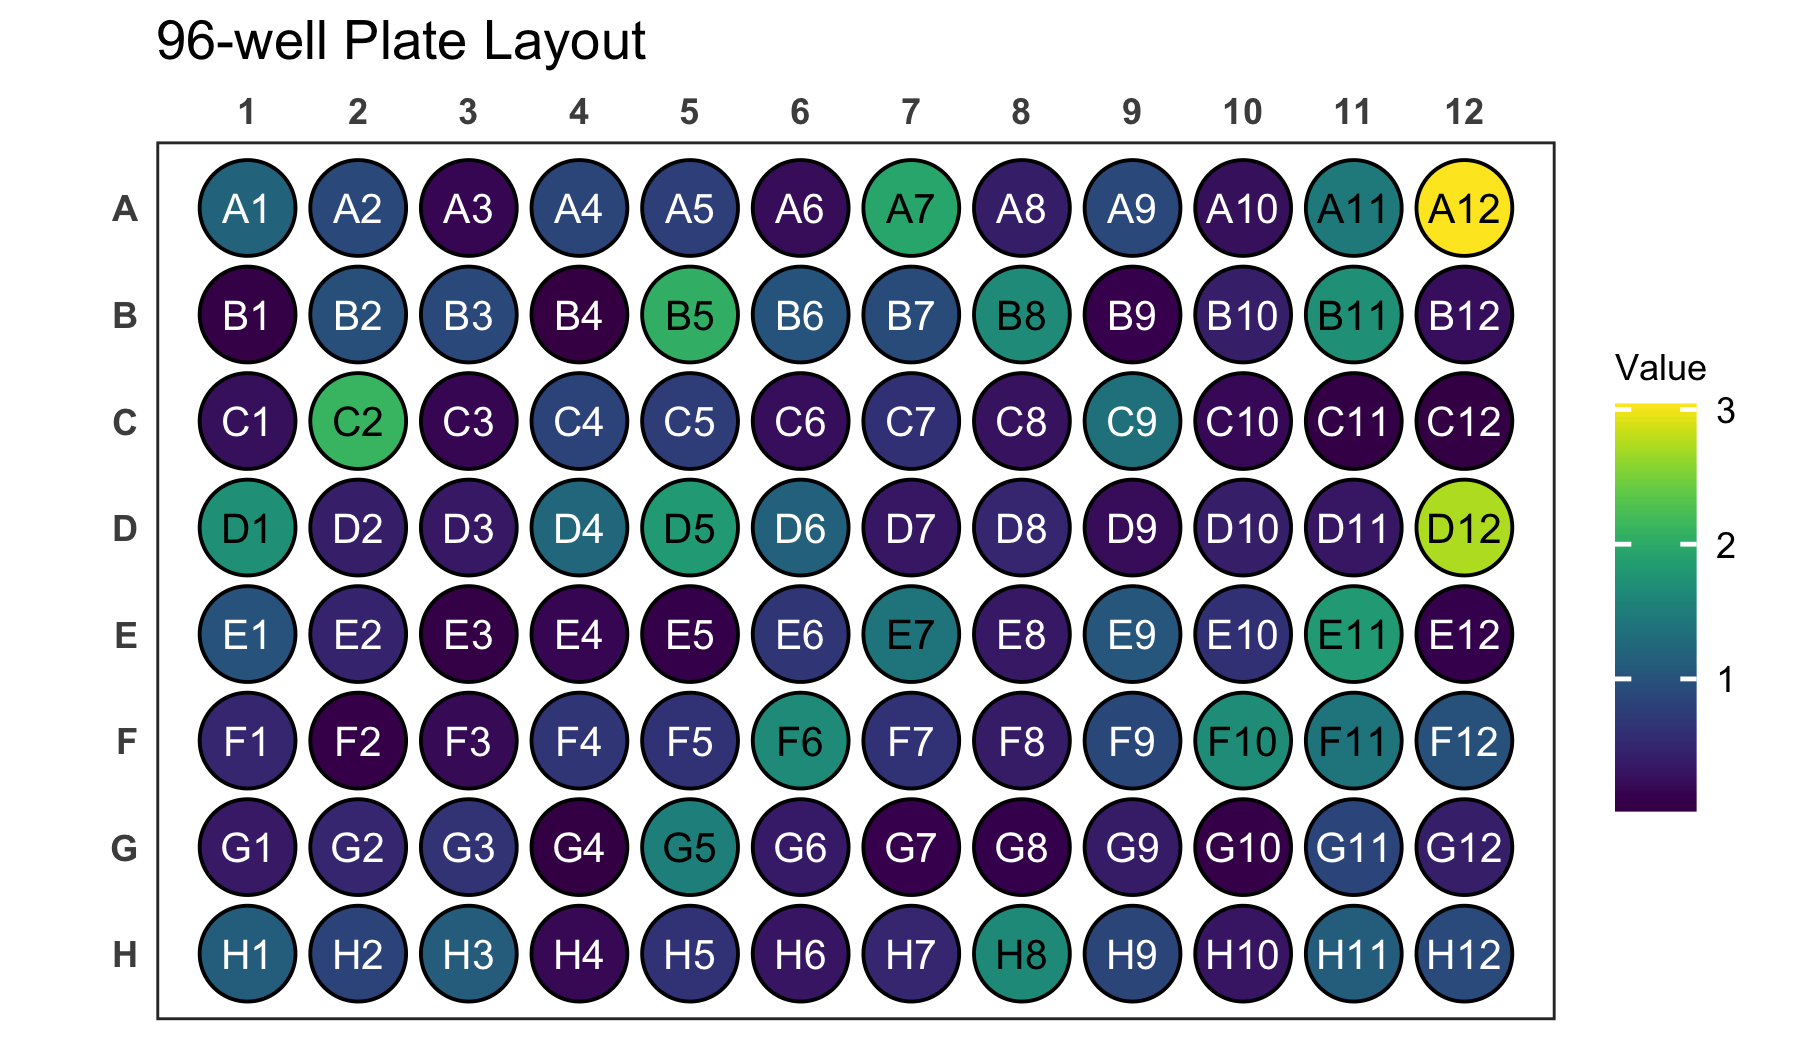 96-well Plate Layout
1 2 3 4 5 6 7 8 9 10 11 12
A A1 A2 A3 A4 A5 A6 A7 A8 A9 A10 A11 A12
B B1 B2 B3 B4 B5 B6 B7 B8 B9 B10 B11 B12
C C1 C2 C3 C4 C5 C6 C7 C8 C9 C10 C11 C12
D D1 D2 D3 D4 D5 D6 D7 D8 D9 D10 D11 D12
E E1 E2 E3 E4 E5 E6 E7 E8 E9 E10 E11 E12
F F1 F2 F3 F4 F5 F6 F7 F8 F9 F10 F11 F12
G G1 G2 G3 G4 G5 G6 G7 G8 G9 G10 G11 G12
H H1 H2 H3 H4 H5 H6 H7 H8 H9 H10 H11 H12
Value
3
2
1